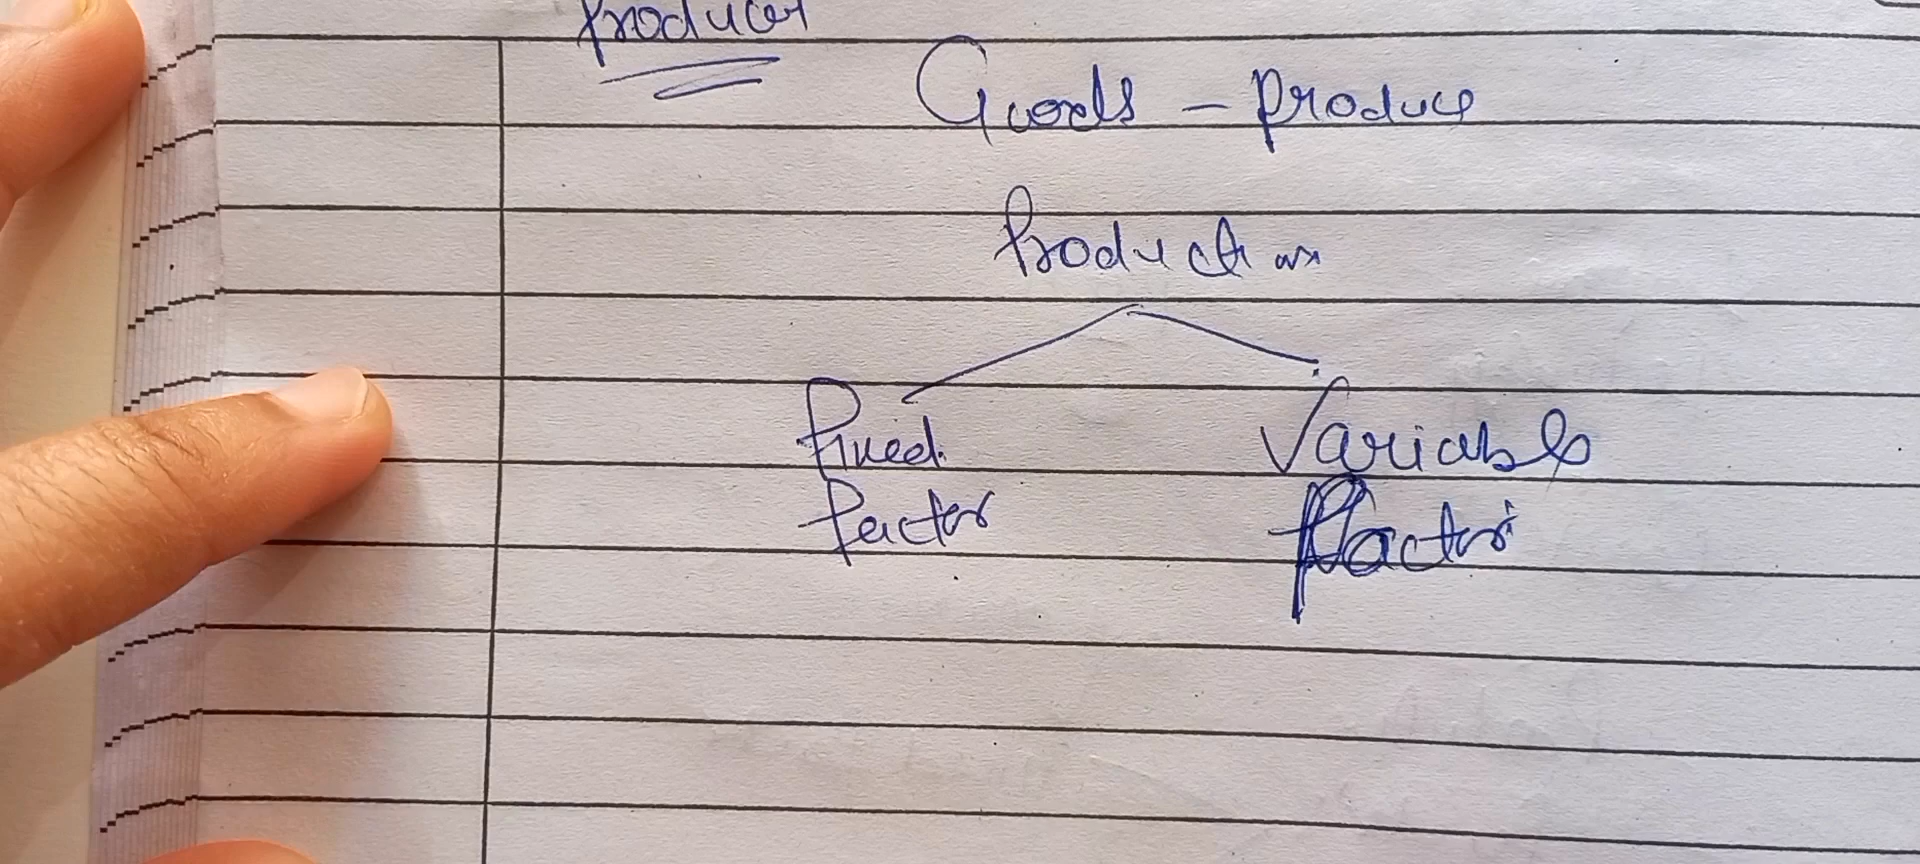 Producer
Goods - Produce
Production
Fixed Variable
Factor Factor